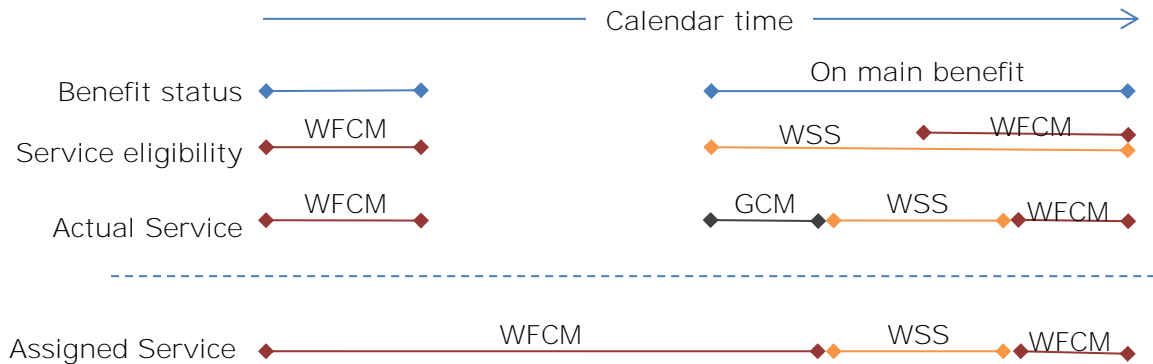 Calendar time
On main benefit
Benefit status
WFCM WSS WFCM
Service eligibility
WFCM GCM WSS WFCM
Actual Service
WFCM WSS WFCM
Assigned Service